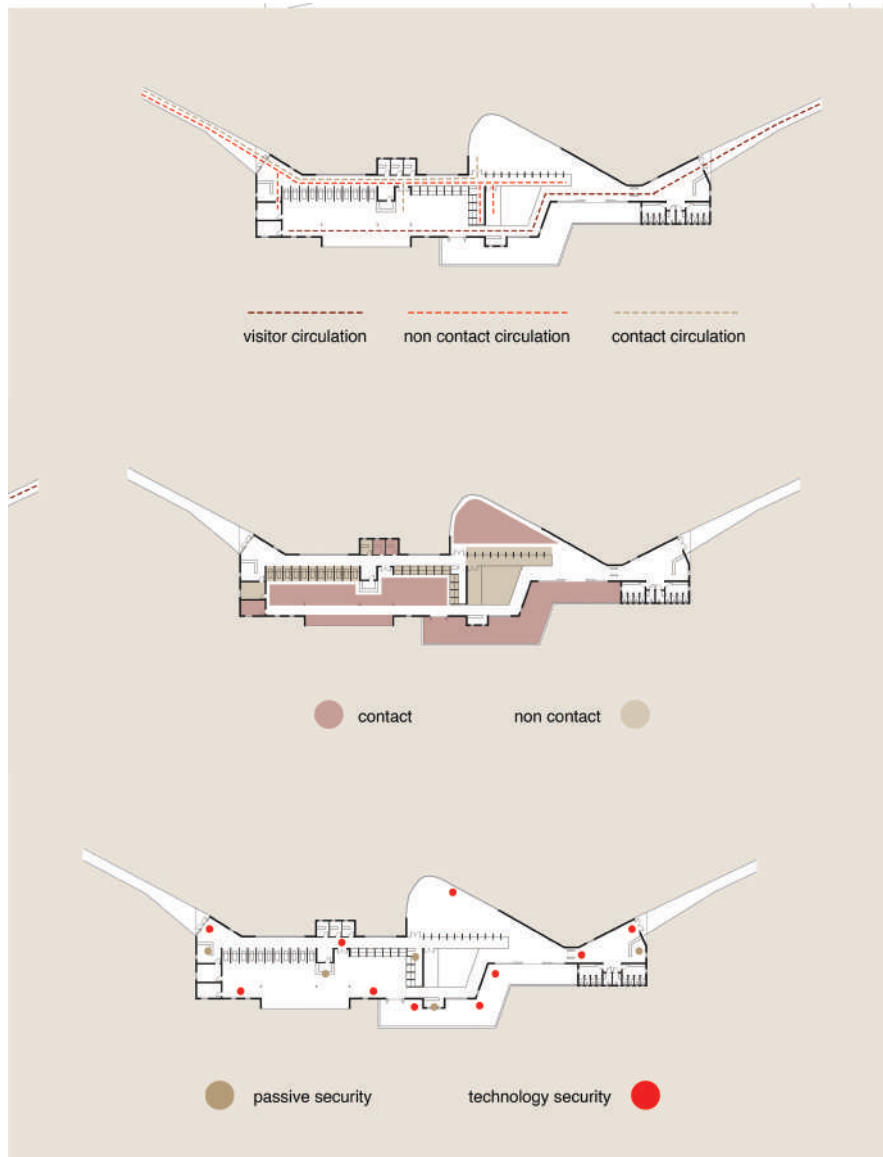 visitor circulation
non contact circulation
contact circulation
contact
non contact
passive security
technology security